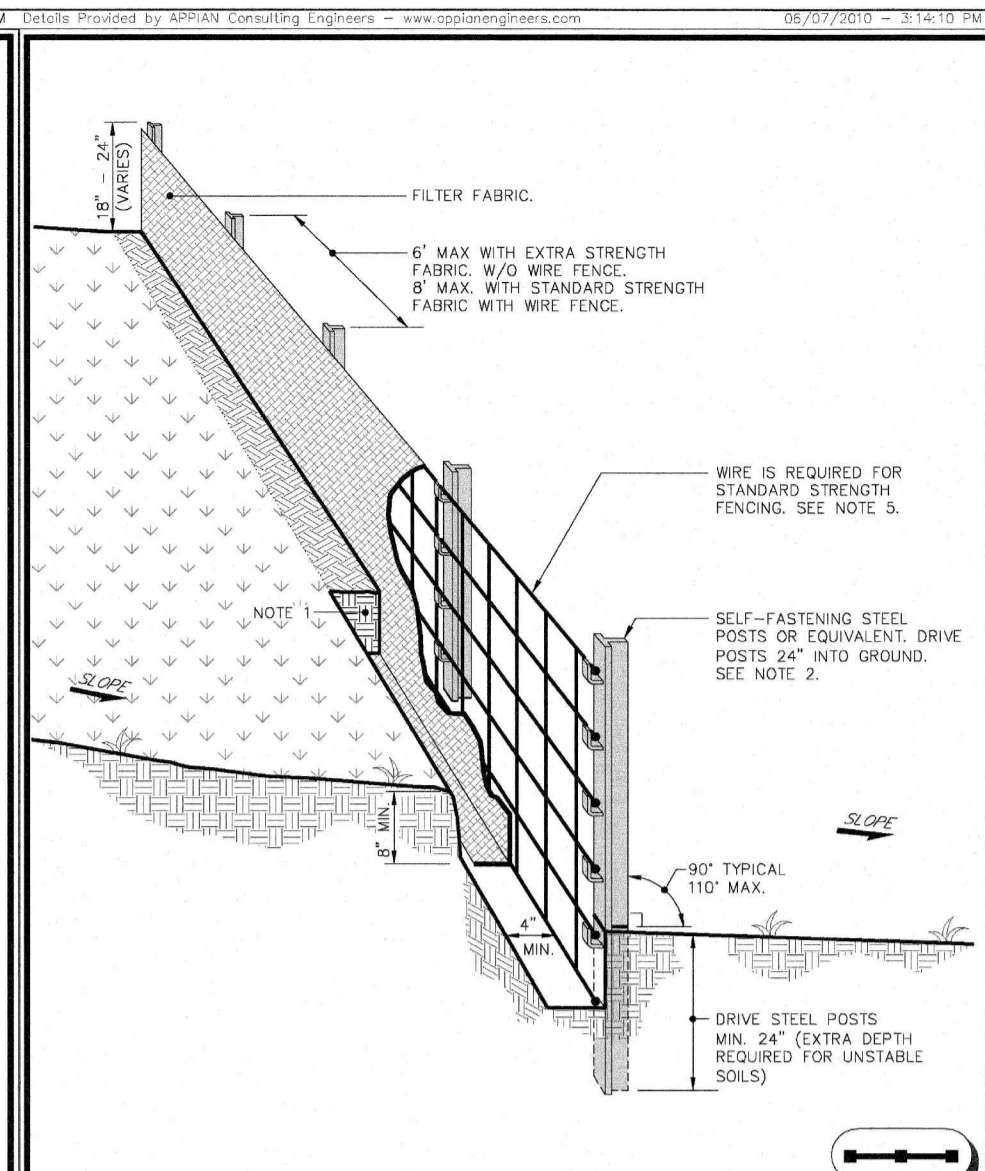 M Details Provided by APPIAN Consulting Engineers - www.appianengineers.com
06/07/2010 - 3:14:10 PM
18" - 24"
(VARIES)
FILTER FABRIC.
6' MAX WITH EXTRA STRENGTH
FABRIC. W/O WIRE FENCE.
8' MAX. WITH STANDARD STRENGTH
FABRIC WITH WIRE FENCE.
WIRE IS REQUIRED FOR
STANDARD STRENGTH
FENCING. SEE NOTE 5.
NOTE 1
SELF-FASTENING STEEL
POSTS OR EQUIVALENT. DRIVE
POSTS 24" INTO GROUND.
SEE NOTE 2.
SLOPE
8" MIN.
SLOPE
90° TYPICAL
110° MAX.
4"
MIN.
DRIVE STEEL POSTS
MIN. 24" (EXTRA DEPTH
REQUIRED FOR UNSTABLE
SOILS)